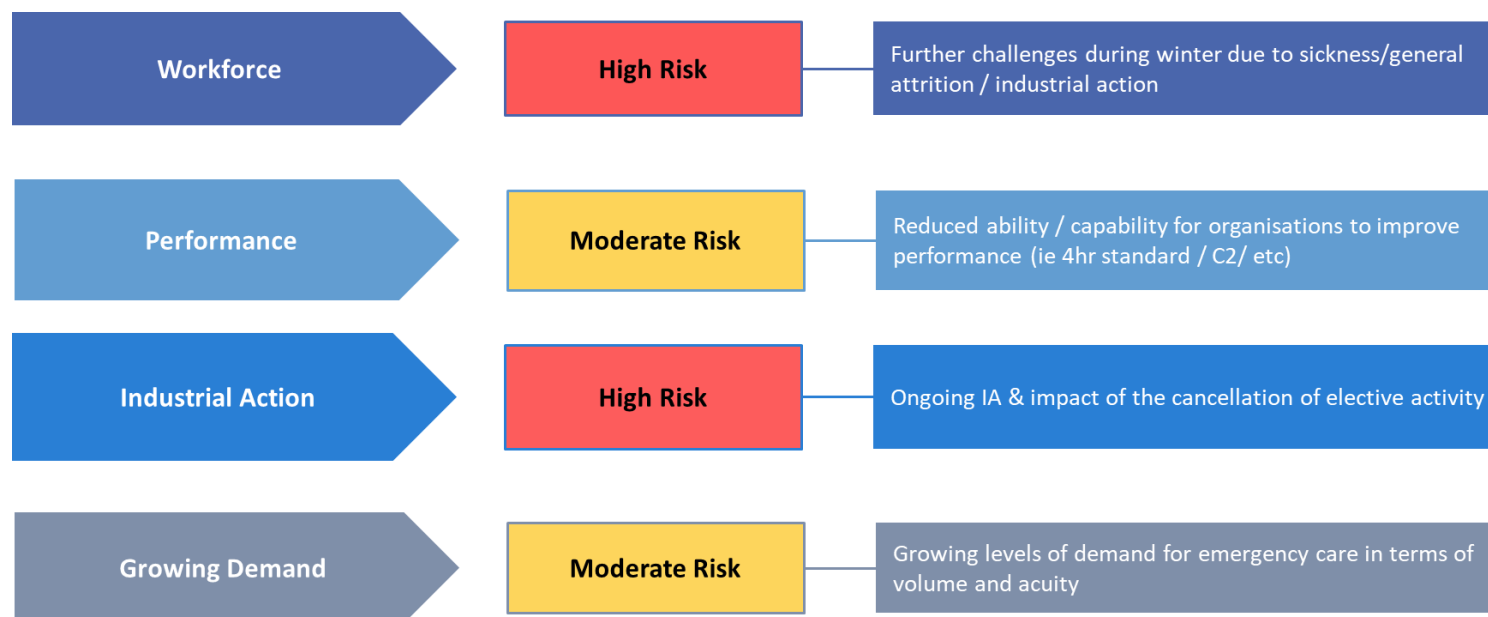 Workforce
High Risk
Further challenges during winter due to sickness/general
attrition / industrial action
Performance
Moderate Risk
Reduced ability / capability for organisations to improve
performance (ie 4hr standard / C2/ etc)
Industrial Action
High Risk
Ongoing IA & impact of the cancellation of elective activity
Growing Demand
Moderate Risk
Growing levels of demand for emergency care in terms of
volume and acuity